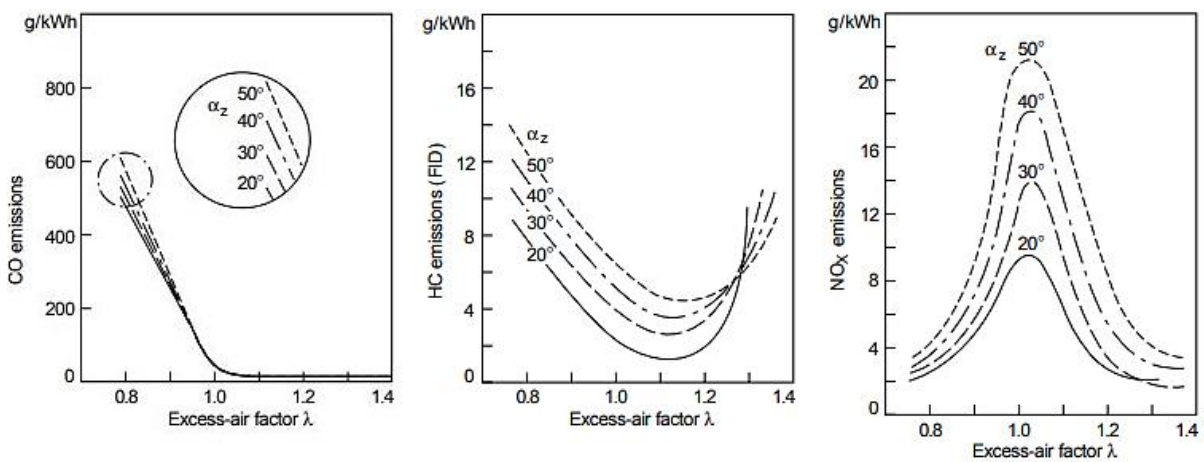 g/kWh
800
600
400
200
0
CO emissions
αz
50°
40°
30°
20°
0.8 1.0 1.2 1.4
Excess-air factor λ
g/kWh
16
12
8
4
0
HC emissions (FID)
αz
50°
40°
30°
20°
0.8 1.0 1.2 1.4
Excess-air factor λ
g/kWh
20
16
12
8
4
0
NOX emissions
αz 50°
40°
30°
20°
0.8 1.0 1.2 1.4
Excess-air factor λ